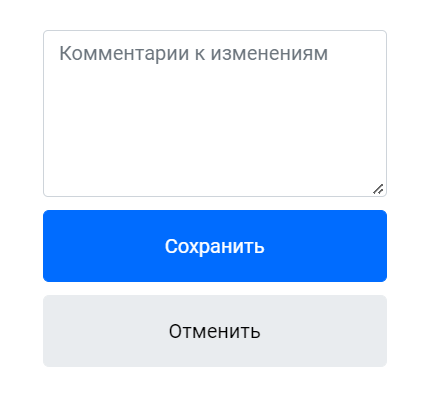 Комментарии к изменениям
Сохранить
Отменить